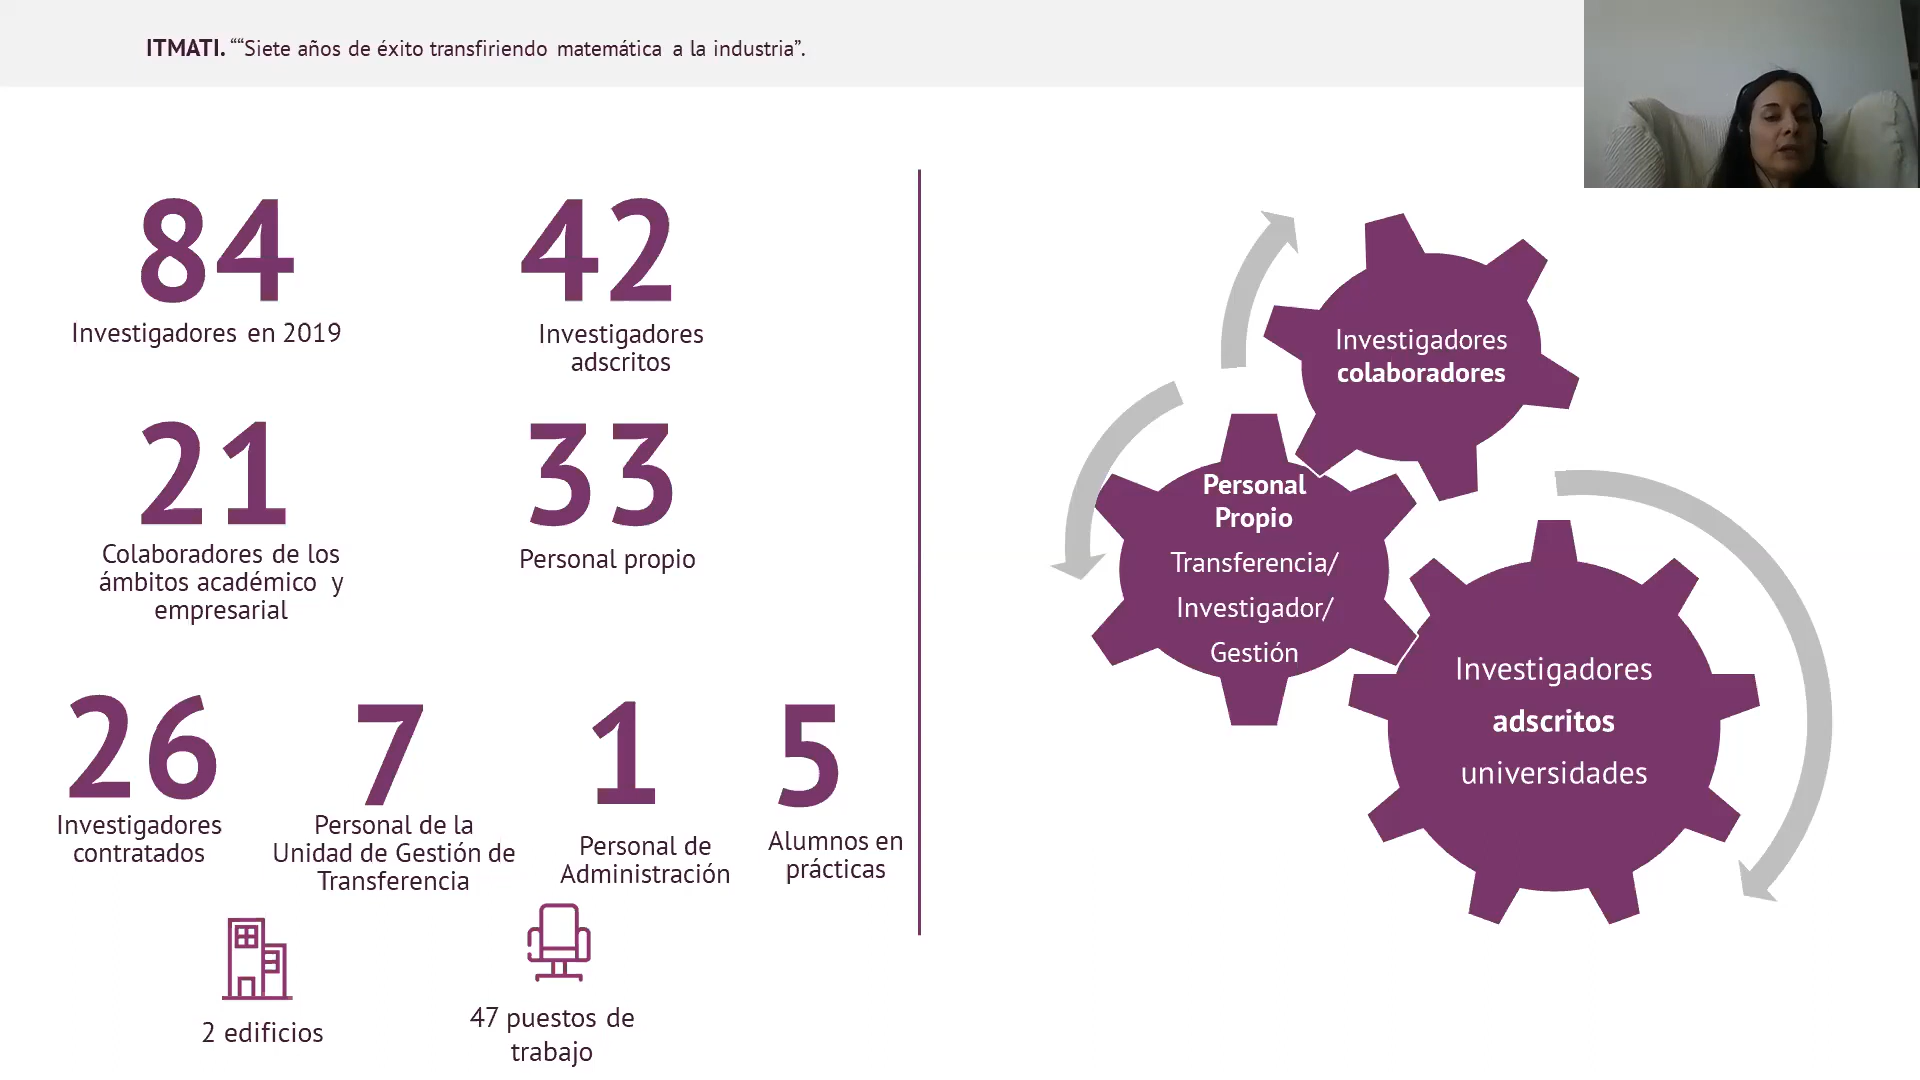 ITMATI. ““Siete años de éxito transfiriendo matemática a la industria”.
84
Investigadores en 2019
42
Investigadores
adscritos
21
Colaboradores de los
ámbitos académico y
empresarial
33
Personal propio
26
Investigadores
contratados
7
Personal de la
Unidad de Gestión de
Transferencia
1
Personal de
Administración
5
Alumnos en
prácticas
2 edificios
47 puestos de
trabajo
Investigadores
colaboradores
Personal
Propio
Transferencia/
Investigador/
Gestión
Investigadores
adscritos
universidades